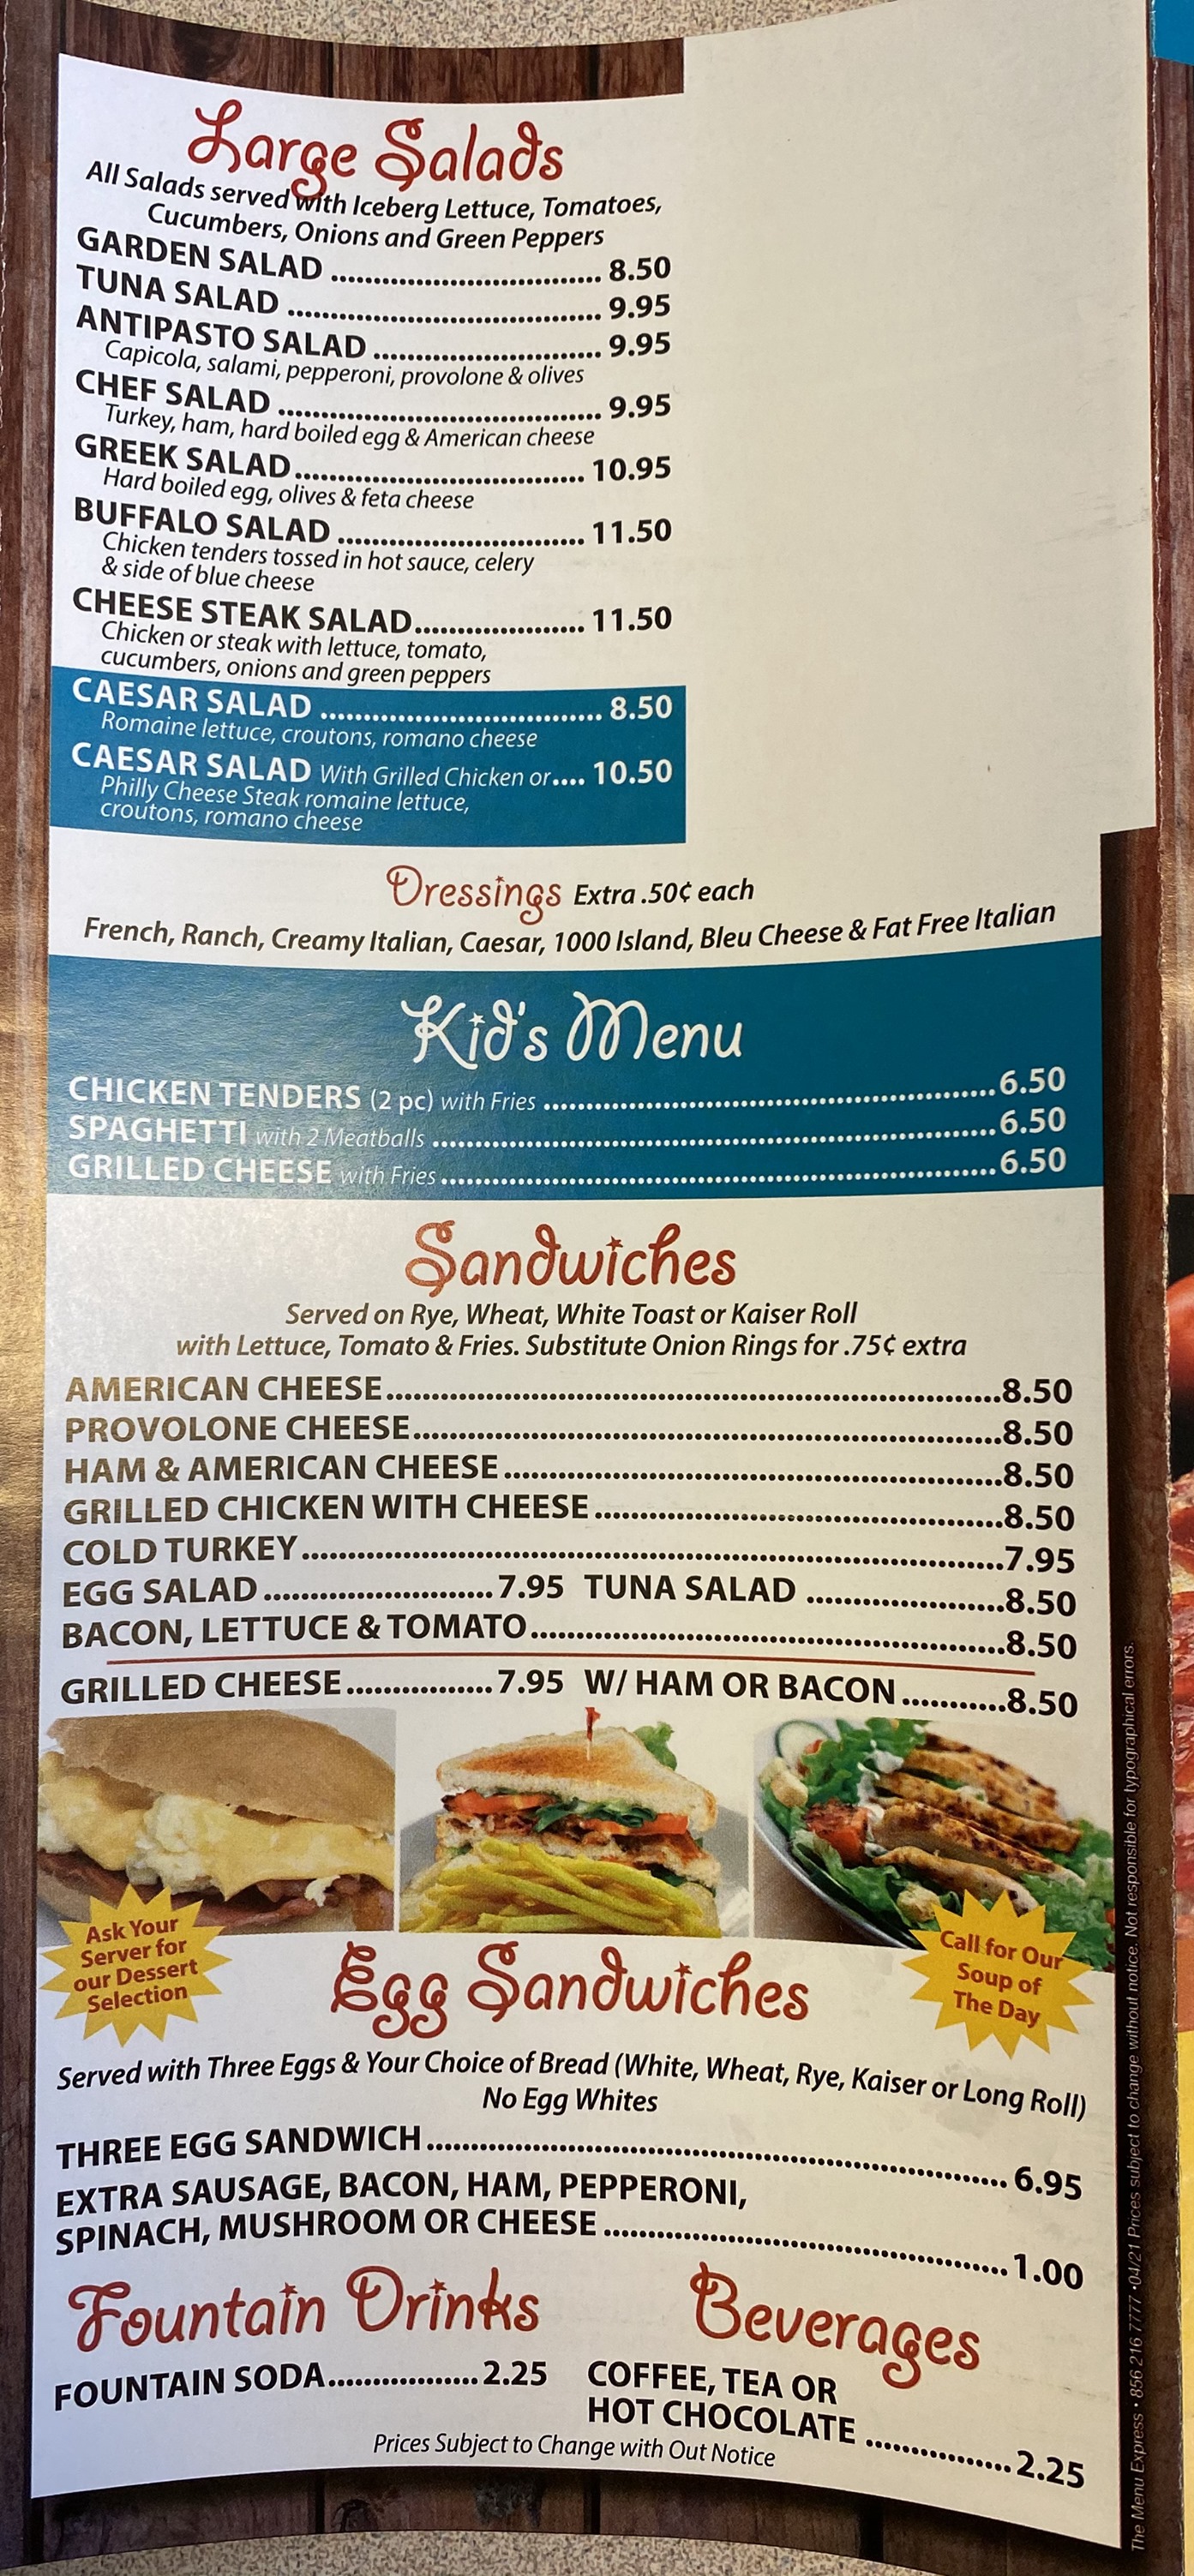 Large Salads
All Salads served with Iceberg Lettuce, Tomatoes,
Cucumbers, Onions and Green Peppers
GARDEN SALAD ................................ 8.50
TUNA SALAD ..................................... 9.95
ANTIPASTO SALAD ........................... 9.95
Capicola, salami, pepperoni, provolone & olives
CHEF SALAD ...................................... 9.95
Turkey, ham, hard boiled egg & American cheese
GREEK SALAD.................................. 10.95
Hard boiled egg, olives & feta cheese
BUFFALO SALAD ............................. 11.50
Chicken tenders tossed in hot sauce, celery
& side of blue cheese
CHEESE STEAK SALAD.................... 11.50
Chicken or steak with lettuce, tomato,
cucumbers, onions and green peppers
CAESAR SALAD ................................. 8.50
Romaine lettuce, croutons, romano cheese
CAESAR SALAD With Grilled Chicken or.... 10.50
Philly Cheese Steak romaine lettuce,
croutons, romano cheese
Dressings Extra .50¢ each
French, Ranch, Creamy Italian, Caesar, 1000 Island, Bleu Cheese & Fat Free Italian
Kid's Menu
CHICKEN TENDERS (2 pc) with Fries ......................................................6.50
SPAGHETTI with 2 Meatballs ....................................................................6.50
GRILLED CHEESE with Fries...................................................................6.50
Sandwiches
Served on Rye, Wheat, White Toast or Kaiser Roll
with Lettuce, Tomato & Fries. Substitute Onion Rings for .75¢ extra
AMERICAN CHEESE.........................................................................8.50
PROVOLONE CHEESE......................................................................8.50
HAM & AMERICAN CHEESE...........................................................8.50
GRILLED CHICKEN WITH CHEESE................................................8.50
COLD TURKEY...................................................................................7.95
EGG SALAD...........................7.95 TUNA SALAD .......................8.50
BACON, LETTUCE & TOMATO........................................................8.50
GRILLED CHEESE.................7.95 W/ HAM OR BACON............8.50
Ask Your
Server for
our Dessert
Selection
Call for Our
Soup of
The Day
Egg Sandwiches
Served with Three Eggs & Your Choice of Bread (White, Wheat, Rye, Kaiser or Long Roll)
No Egg Whites
THREE EGG SANDWICH..................................................................... 6.95
EXTRA SAUSAGE, BACON, HAM, PEPPERONI,
SPINACH, MUSHROOM OR CHEESE................................................1.00
Fountain Drinks
FOUNTAIN SODA.................2.25
Beverages
COFFEE, TEA OR
HOT CHOCOLATE .................2.25
Prices Subject to Change with Out Notice
The Menu Express • 856 216 7777 •04/21 Prices subject to change without notice. Not responsible for typographical errors.